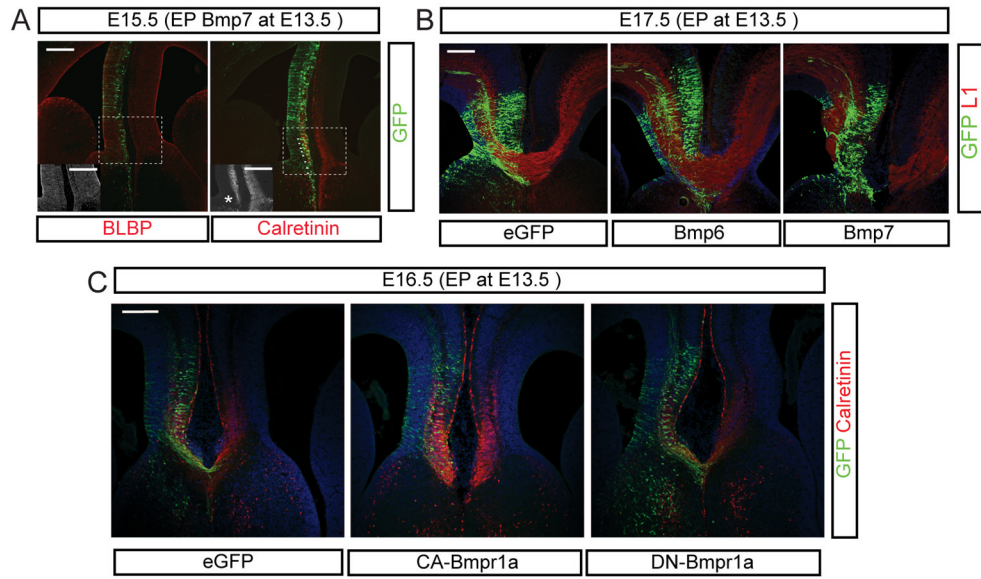 A
E15.5 (EP Bmp7 at E13.5 )
*
BLBP
Calretinin
GFP
B
E17.5 (EP at E13.5)
eGFP
Bmp6
Bmp7
GFP L1
C
E16.5 (EP at E13.5 )
eGFP
CA-Bmpr1a
DN-Bmpr1a
GFP Calretinin